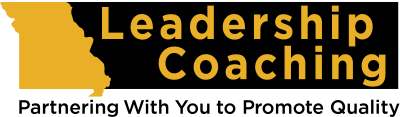 Leadership
Coaching
Partnering With You to Promote Quality